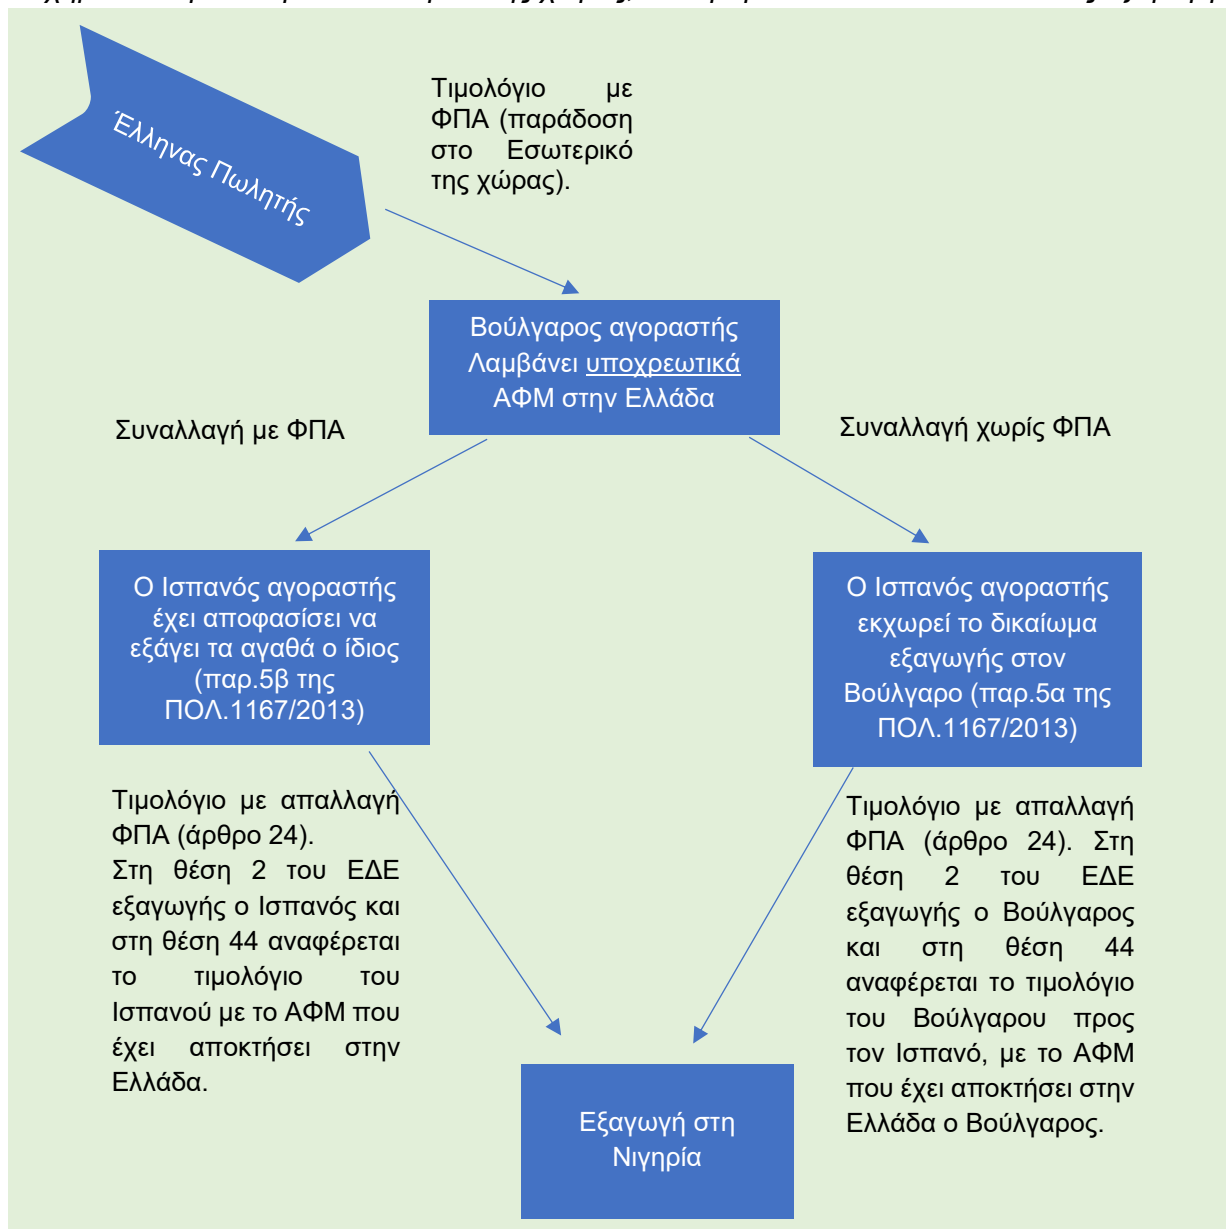 Έλληνας Πωλητής
Τιμολόγιο με
ΦΠΑ (παράδοση
στο Εσωτερικό
της χώρας).
Βούλγαρος αγοραστής
Λαμβάνει υποχρεωτικά
ΑΦΜ στην Ελλάδα
Συναλλαγή με ΦΠΑ
Συναλλαγή χωρίς ΦΠΑ
Ο Ισπανός αγοραστής
έχει αποφασίσει να
εξάγει τα αγαθά ο ίδιος
(παρ.5β της
ΠΟΛ.1167/2013)
Ο Ισπανός αγοραστής
εκχωρεί το δικαίωμα
εξαγωγής στον
Βούλγαρο (παρ.5α της
ΠΟΛ.1167/2013)
Τιμολόγιο με απαλλαγή
ΦΠΑ (άρθρο 24).
Στη θέση 2 του ΕΔΕ
εξαγωγής ο Ισπανός και
στη θέση 44 αναφέρεται
το τιμολόγιο του
Ισπανού με το ΑΦΜ που
έχει αποκτήσει στην
Ελλάδα.
Τιμολόγιο με απαλλαγή
ΦΠΑ (άρθρο 24). Στη
θέση 2 του ΕΔΕ
εξαγωγής ο Βούλγαρος
και στη θέση 44
αναφέρεται το τιμολόγιο
του Βούλγαρου προς
τον Ισπανό, με το ΑΦΜ
που έχει αποκτήσει στην
Ελλάδα ο Βούλγαρος.
Εξαγωγή στη
Νιγηρία